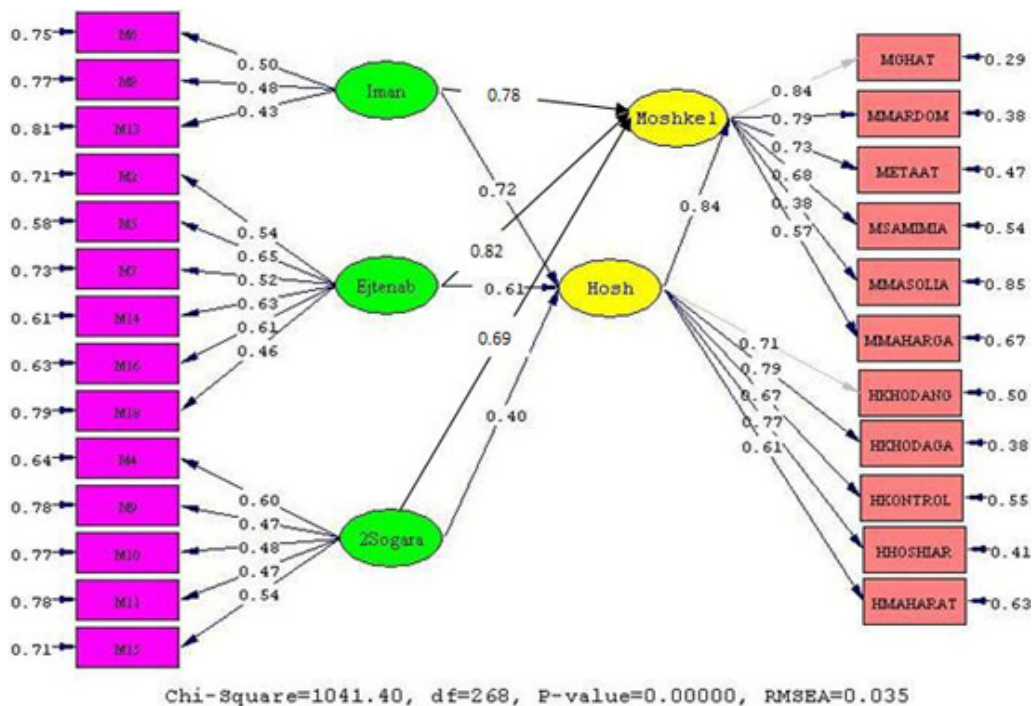 0.75 M6
0.77 M8
0.81 M13
0.71 M2
0.58 M5
0.73 M7
0.61 M14
0.63 M16
0.79 M18
0.64 M4
0.78 M9
0.77 M10
0.78 M11
0.71 M15
0.50
0.48
0.43
0.54
0.65
0.52
0.63
0.61
0.46
0.60
0.47
0.48
0.47
0.54
Iman
Ejtenab
2Sogara
0.78
0.72
0.82
0.61
0.69
0.40
Moshkel
Hosh
0.84
0.84
0.79
0.73
0.68
0.38
0.57
0.71
0.79
0.67
0.77
0.61
MGHAT 0.29
MMARDOM 0.38
METAAT 0.47
MSAMIMIA 0.54
MMASOLIA 0.85
MMAHARGA 0.67
HKHODANG 0.50
HKHODAGA 0.38
HKONTROL 0.55
HHOSHIAR 0.41
HMAHARAT 0.63
Chi-Square=1041.40, df=268, P-value=0.00000, RMSEA=0.035